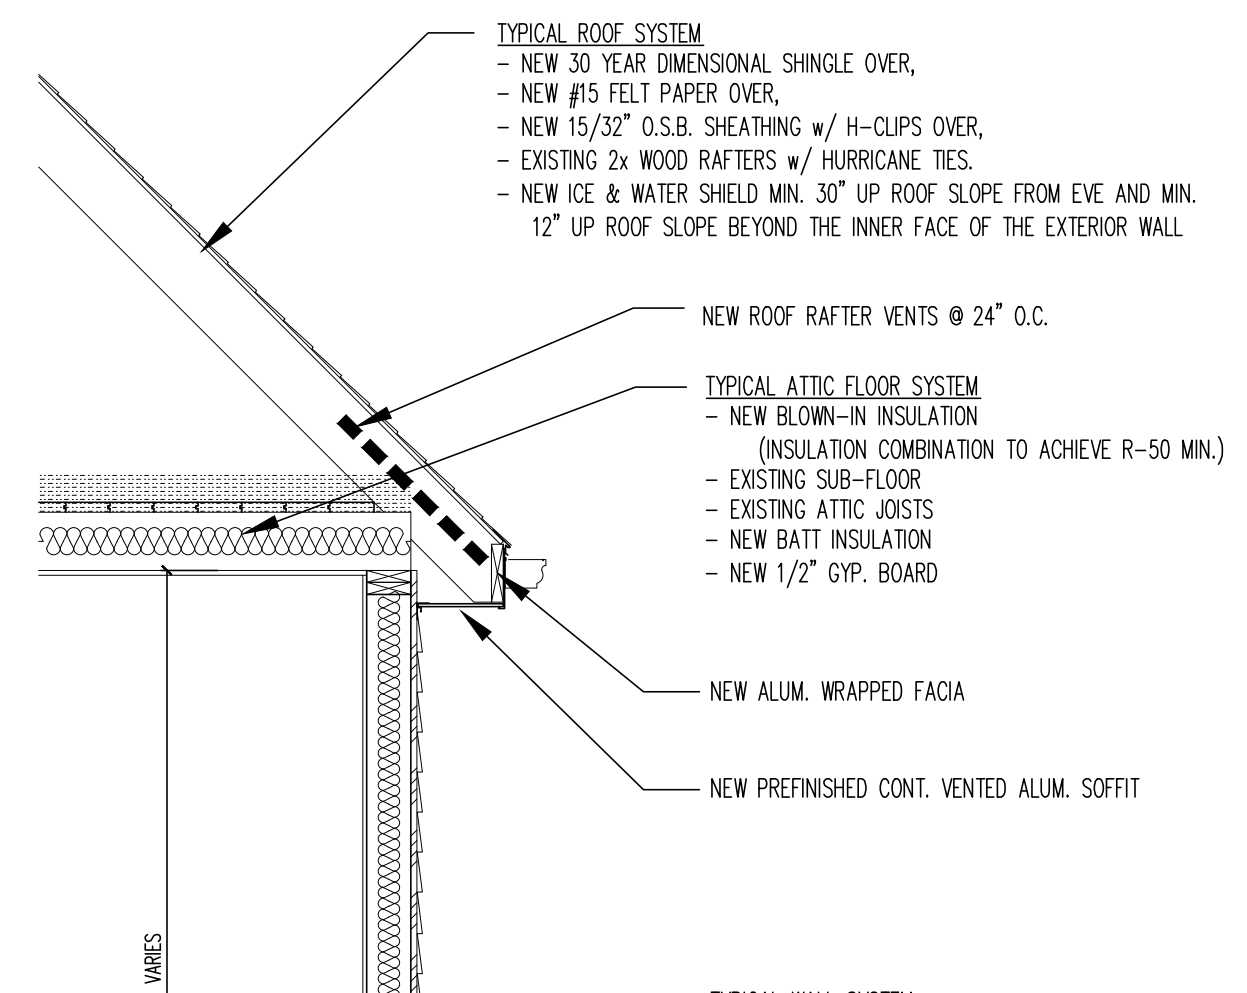 TYPICAL ROOF SYSTEM
- NEW 30 YEAR DIMENSIONAL SHINGLE OVER,
- NEW #15 FELT PAPER OVER,
- NEW 15/32" O.S.B. SHEATHING w/ H-CLIPS OVER,
- EXISTING 2x WOOD RAFTERS w/ HURRICANE TIES.
- NEW ICE & WATER SHIELD MIN. 30" UP ROOF SLOPE FROM EVE AND MIN.
12" UP ROOF SLOPE BEYOND THE INNER FACE OF THE EXTERIOR WALL
NEW ROOF RAFTER VENTS @ 24" O.C.
TYPICAL ATTIC FLOOR SYSTEM
- NEW BLOWN-IN INSULATION
(INSULATION COMBINATION TO ACHIEVE R-50 MIN.)
- EXISTING SUB-FLOOR
- EXISTING ATTIC JOISTS
- NEW BATT INSULATION
- NEW 1/2" GYP. BOARD
NEW ALUM. WRAPPED FACIA
NEW PREFINISHED CONT. VENTED ALUM. SOFFIT
VARIES